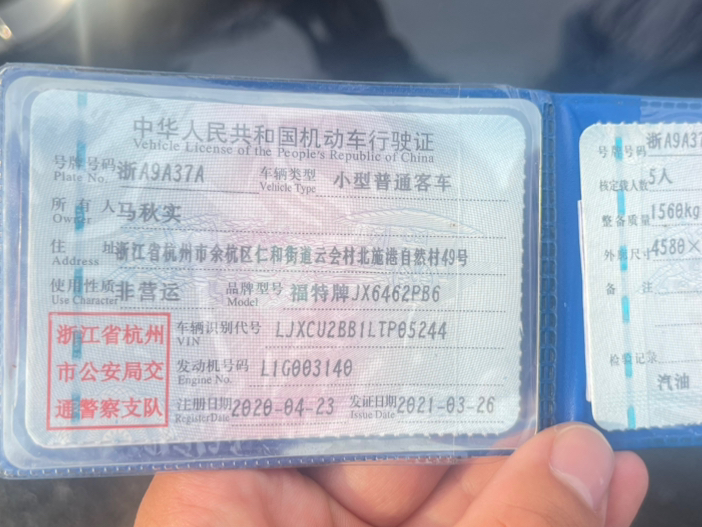 中华人民共和国机动车行驶证
Vehicle License of the People's Republic of China
号牌号码 浙A9A37A 车辆类型 小型普通客车
Plate No. Vehicle Type
所有人 马秋实
Owner
住址 浙江省杭州市余杭区仁和街道云会村北施港自然村49号
Address
使用性质 非营运 品牌型号 福特牌JX6462PB6
Use Character Model
浙江省杭州
市公安局交
通警察支队
车辆识别代号 LJXCU2BB1LTP05244
VIN
发动机号码 L1G003140
Engine No.
注册日期 2020-04-23 发证日期 2021-03-26
Register Date Issue Date
号牌号码 浙A9A37
核定载人数 5人
整备质量 1560kg
外廓尺寸 4580×
备注
检验记录
汽油